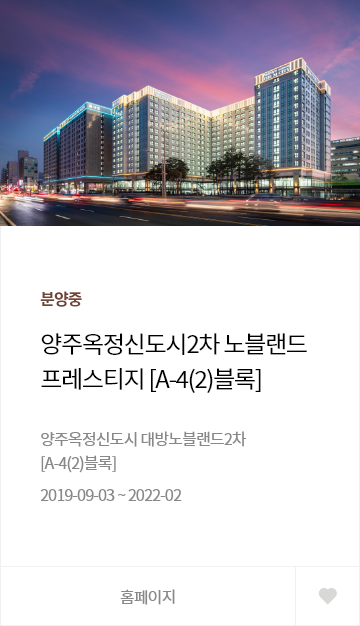 분양중
양주옥정신도시2차 노블랜드
프레스티지 [A-4(2)블록]
양주옥정신도시 대방노블랜드2차
[A-4(2)블록]
2019-09-03 ~ 2022-02
홈페이지